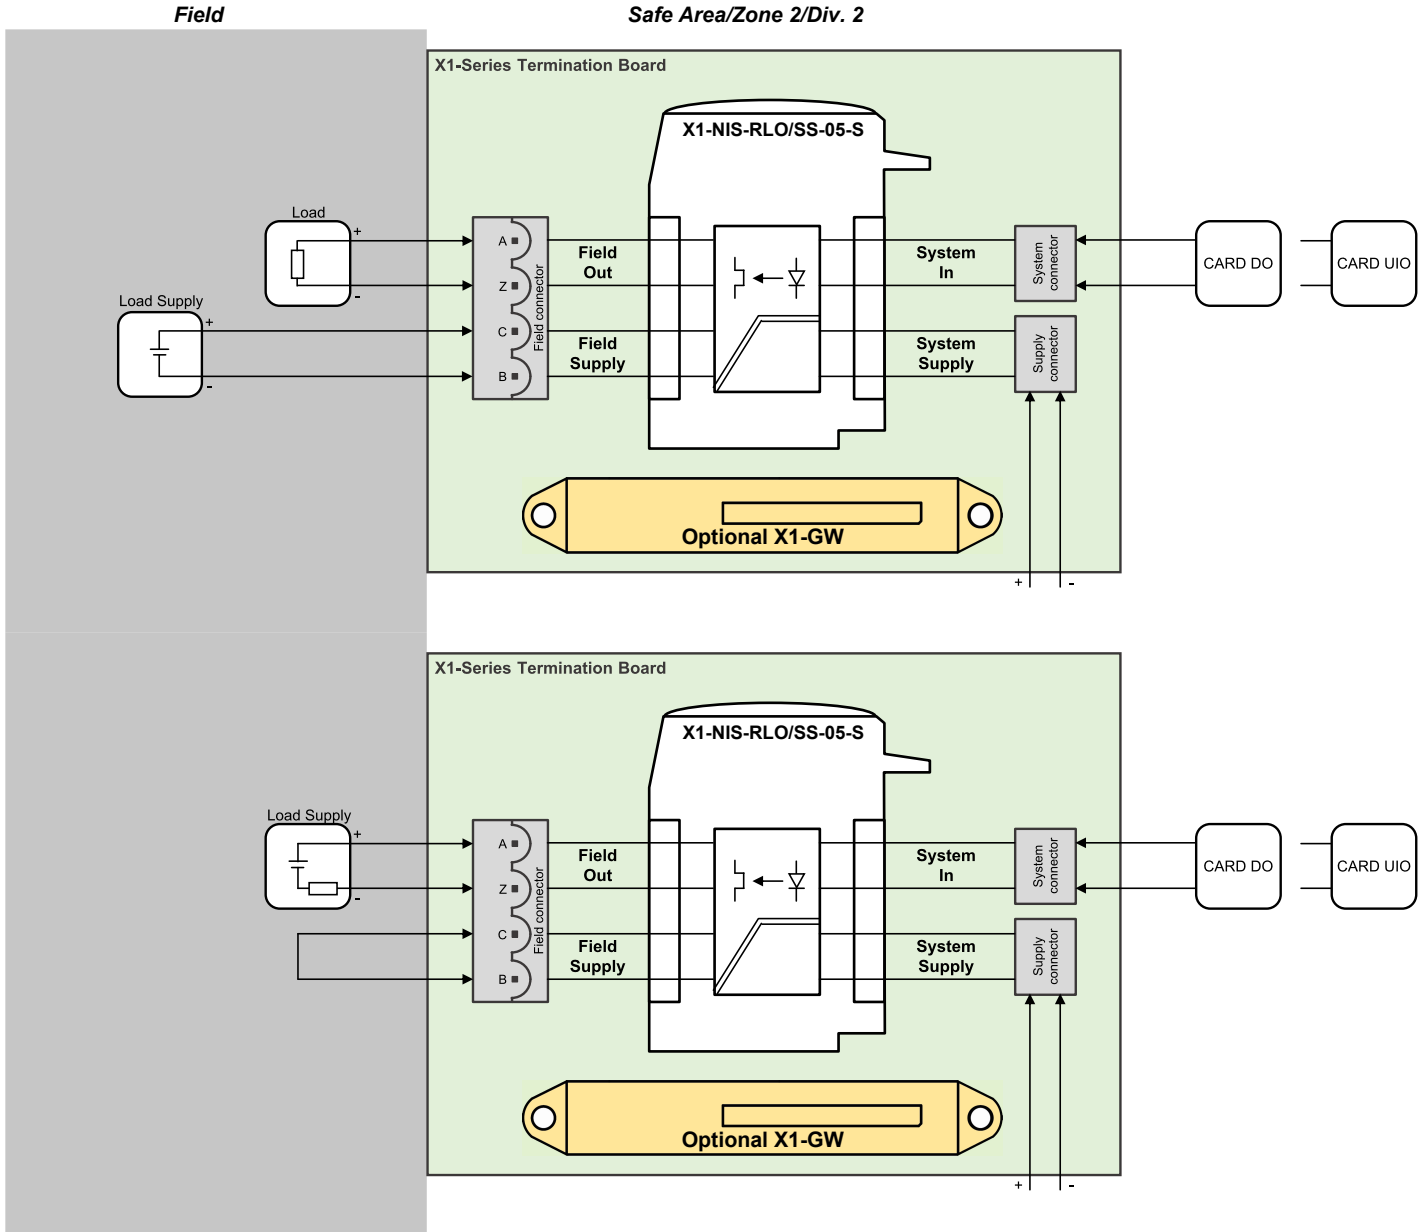 Field
Safe Area/Zone 2/Div. 2
X1-Series Termination Board
X1-NIS-RLO/SS-05-S
Load
+
-
Load Supply
+
-
A
Z
C
B
Field connector
Field
Out
Field
Supply
System
In
System
Supply
System
connector
Supply
connector
CARD DO
CARD UIO
Optional X1-GW
+
-
X1-Series Termination Board
X1-NIS-RLO/SS-05-S
Load Supply
+
-
A
Z
C
B
Field connector
Field
Out
Field
Supply
System
In
System
Supply
System
connector
Supply
connector
CARD DO
CARD UIO
Optional X1-GW
+
-